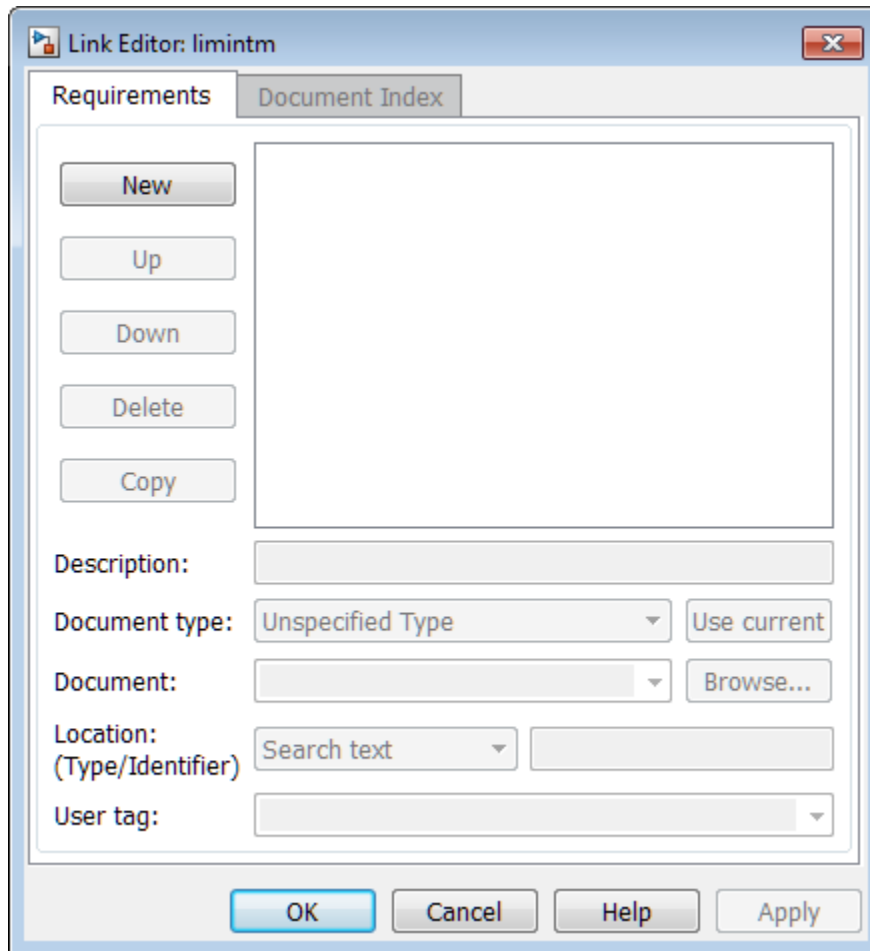 Link Editor: limintm
Requirements
Document Index
New
Up
Down
Delete
Copy
Description:
Document type:
Unspecified Type
Use current
Document:
Browse...
Location:
(Type/Identifier)
Search text
User tag:
OK
Cancel
Help
Apply